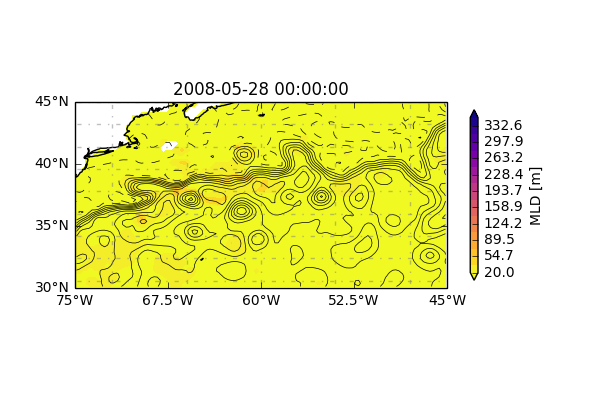 2008-05-28 00:00:00
45°N
40°N
35°N
30°N
75°W
67.5°W
60°W
52.5°W
45°W
332.6
297.9
263.2
228.4
193.7
158.9
124.2
89.5
54.7
20.0
MLD [m]